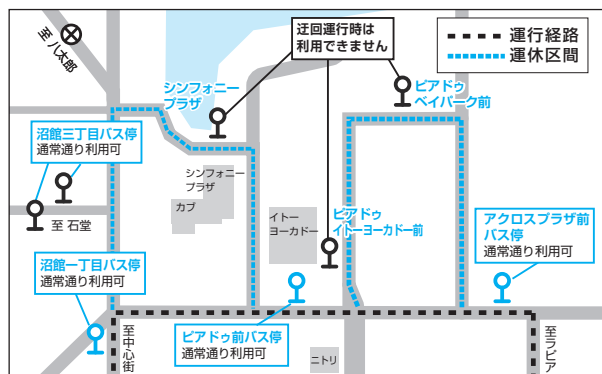 至 八太郎
迂回運行時は
利用できません
運行経路
運休区間
シンフォニー
プラザ
ピアドゥ
ベイパーク前
沼館三丁目バス停
通常通り利用可
シンフォニー
プラザ
カブ
イトー
ヨーカドー
ピアドゥ
イトーヨーカドー前
アクロスプラザ前
バス停
通常通り利用可
至 石堂
沼館一丁目バス停
通常通り利用可
ピアドゥ前バス停
通常通り利用可
至中心街
ニトリ
至ラピア